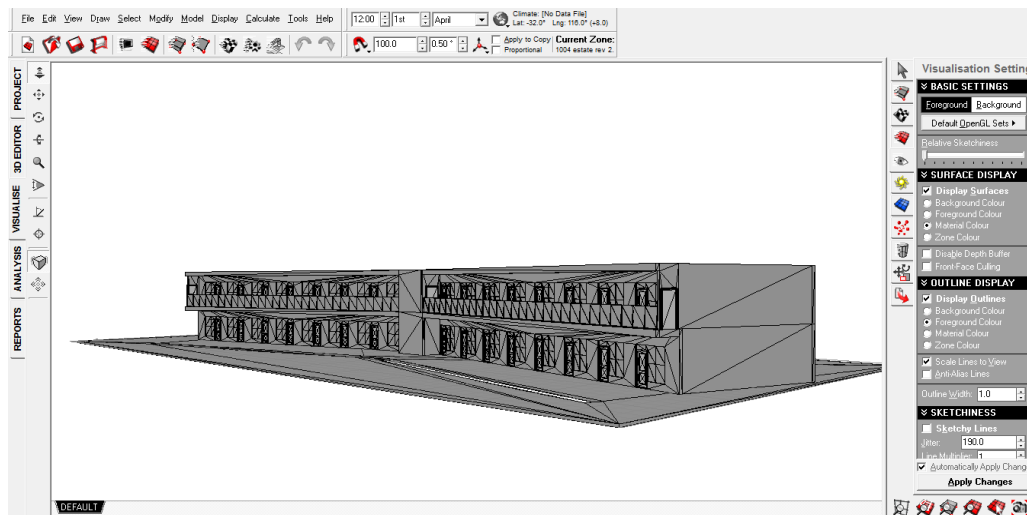 File Edit View Draw Select Modify Model Display Calculate Tools Help
12:00 1st April
Climate: [No Data File]
Lat: -32.0° Lng: 116.0° (+8.0)
100.0 0.50 °
Apply to Copy
Proportional
Current Zone:
1004 estate rev 2.
PROJECT
3D EDITOR
VISUALISE
ANALYSIS
REPORTS
DEFAULT
Visualisation Setting
BASIC SETTINGS
Foreground Background
Default OpenGL Sets
Relative Sketchiness
SURFACE DISPLAY
Display Surfaces
Background Colour
Foreground Colour
Material Colour
Zone Colour
Disable Depth Buffer
Front-Face Culling
OUTLINE DISPLAY
Display Outlines
Background Colour
Foreground Colour
Material Colour
Zone Colour
Scale Lines to View
Anti-Alias Lines
Outline Width: 1.0
SKETCHINESS
Sketchy Lines
Jitter: 190.0
Line Multiplier: 1
Automatically Apply Chang
Apply Changes